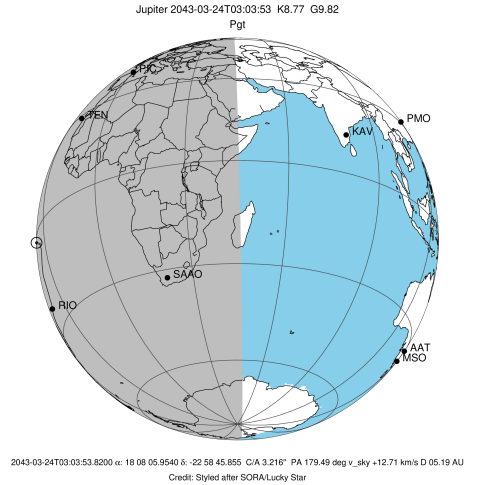 Jupiter 2043-03-24T03:03:53 K8.77 G9.82
Pgt
PIC
TEN
PMO
KAV
SAAO
RIO
AAT
MSO
2043-03-24T03:03:53.8200 α: 18 08 05.9540 δ: -22 58 45.855 C/A 3.216" PA 179.49 deg v_sky +12.71 km/s D 05.19 AU
Credit: Styled after SORA/Lucky Star